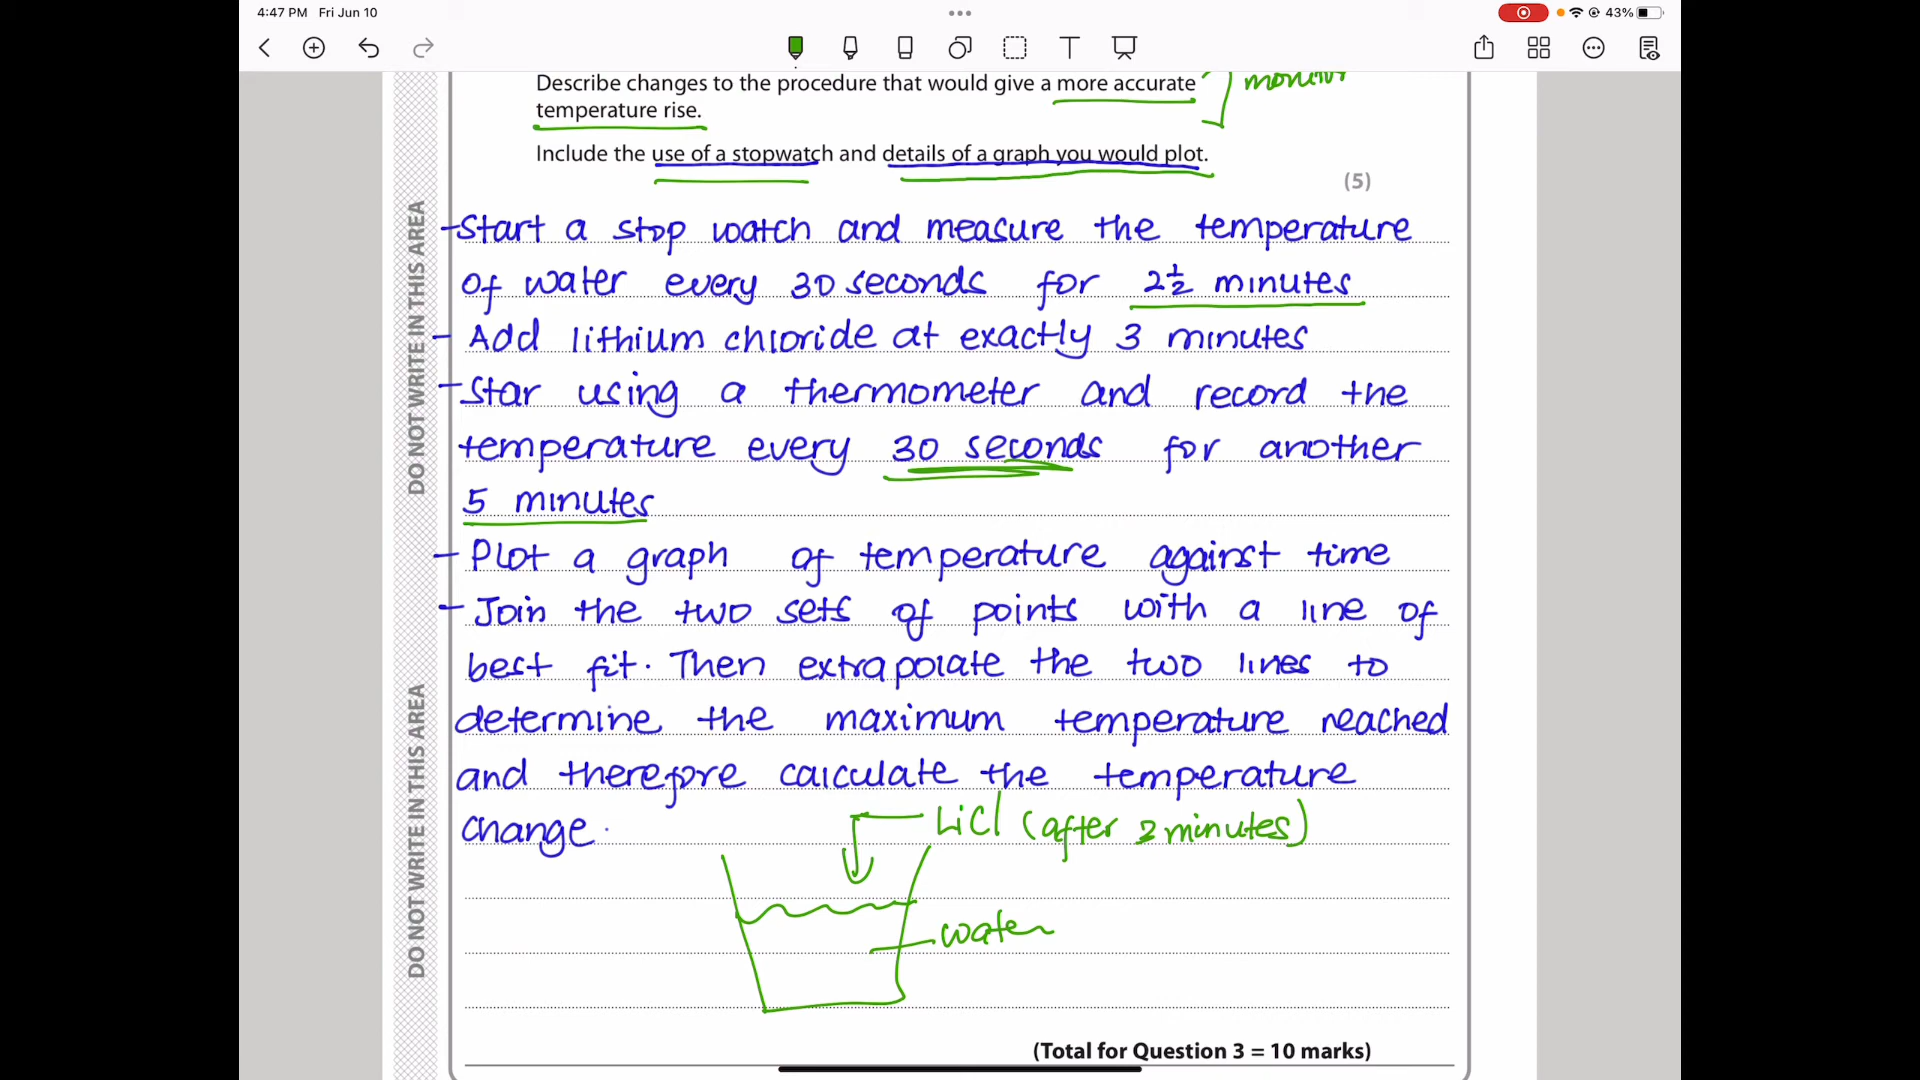 4:47 PM Fri Jun 10
43%
Describe changes to the procedure that would give a more accurate
temperature rise.
Include the use of a stopwatch and details of a graph you would plot.
(5)
- Start a stop watch and measure the temperature
of water every 30 seconds for 2½ minutes
- Add lithium chloride at exactly 3 minutes
- Star using a thermometer and record the
temperature every 30 seconds for another
5 minutes
- Plot a graph of temperature against time
- Join the two sets of points with a line of
best fit. Then extrapolate the two lines to
determine the maximum temperature reached
and therefore calculate the temperature
change.
LiCl (after 3 minutes)
water
(Total for Question 3 = 10 marks)
DO NOT WRITE IN THIS AREA
DO NOT WRITE IN THIS AREA